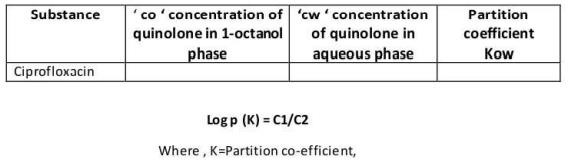 Substance ‘ co ‘ concentration of quinolone in 1-octanol phase ‘cw ‘ concentration of quinolone in aqueous phase Partition coefficient Kow
Ciprofloxacin
Log p (K) = C1/C2
Where , K=Partition co-efficient,